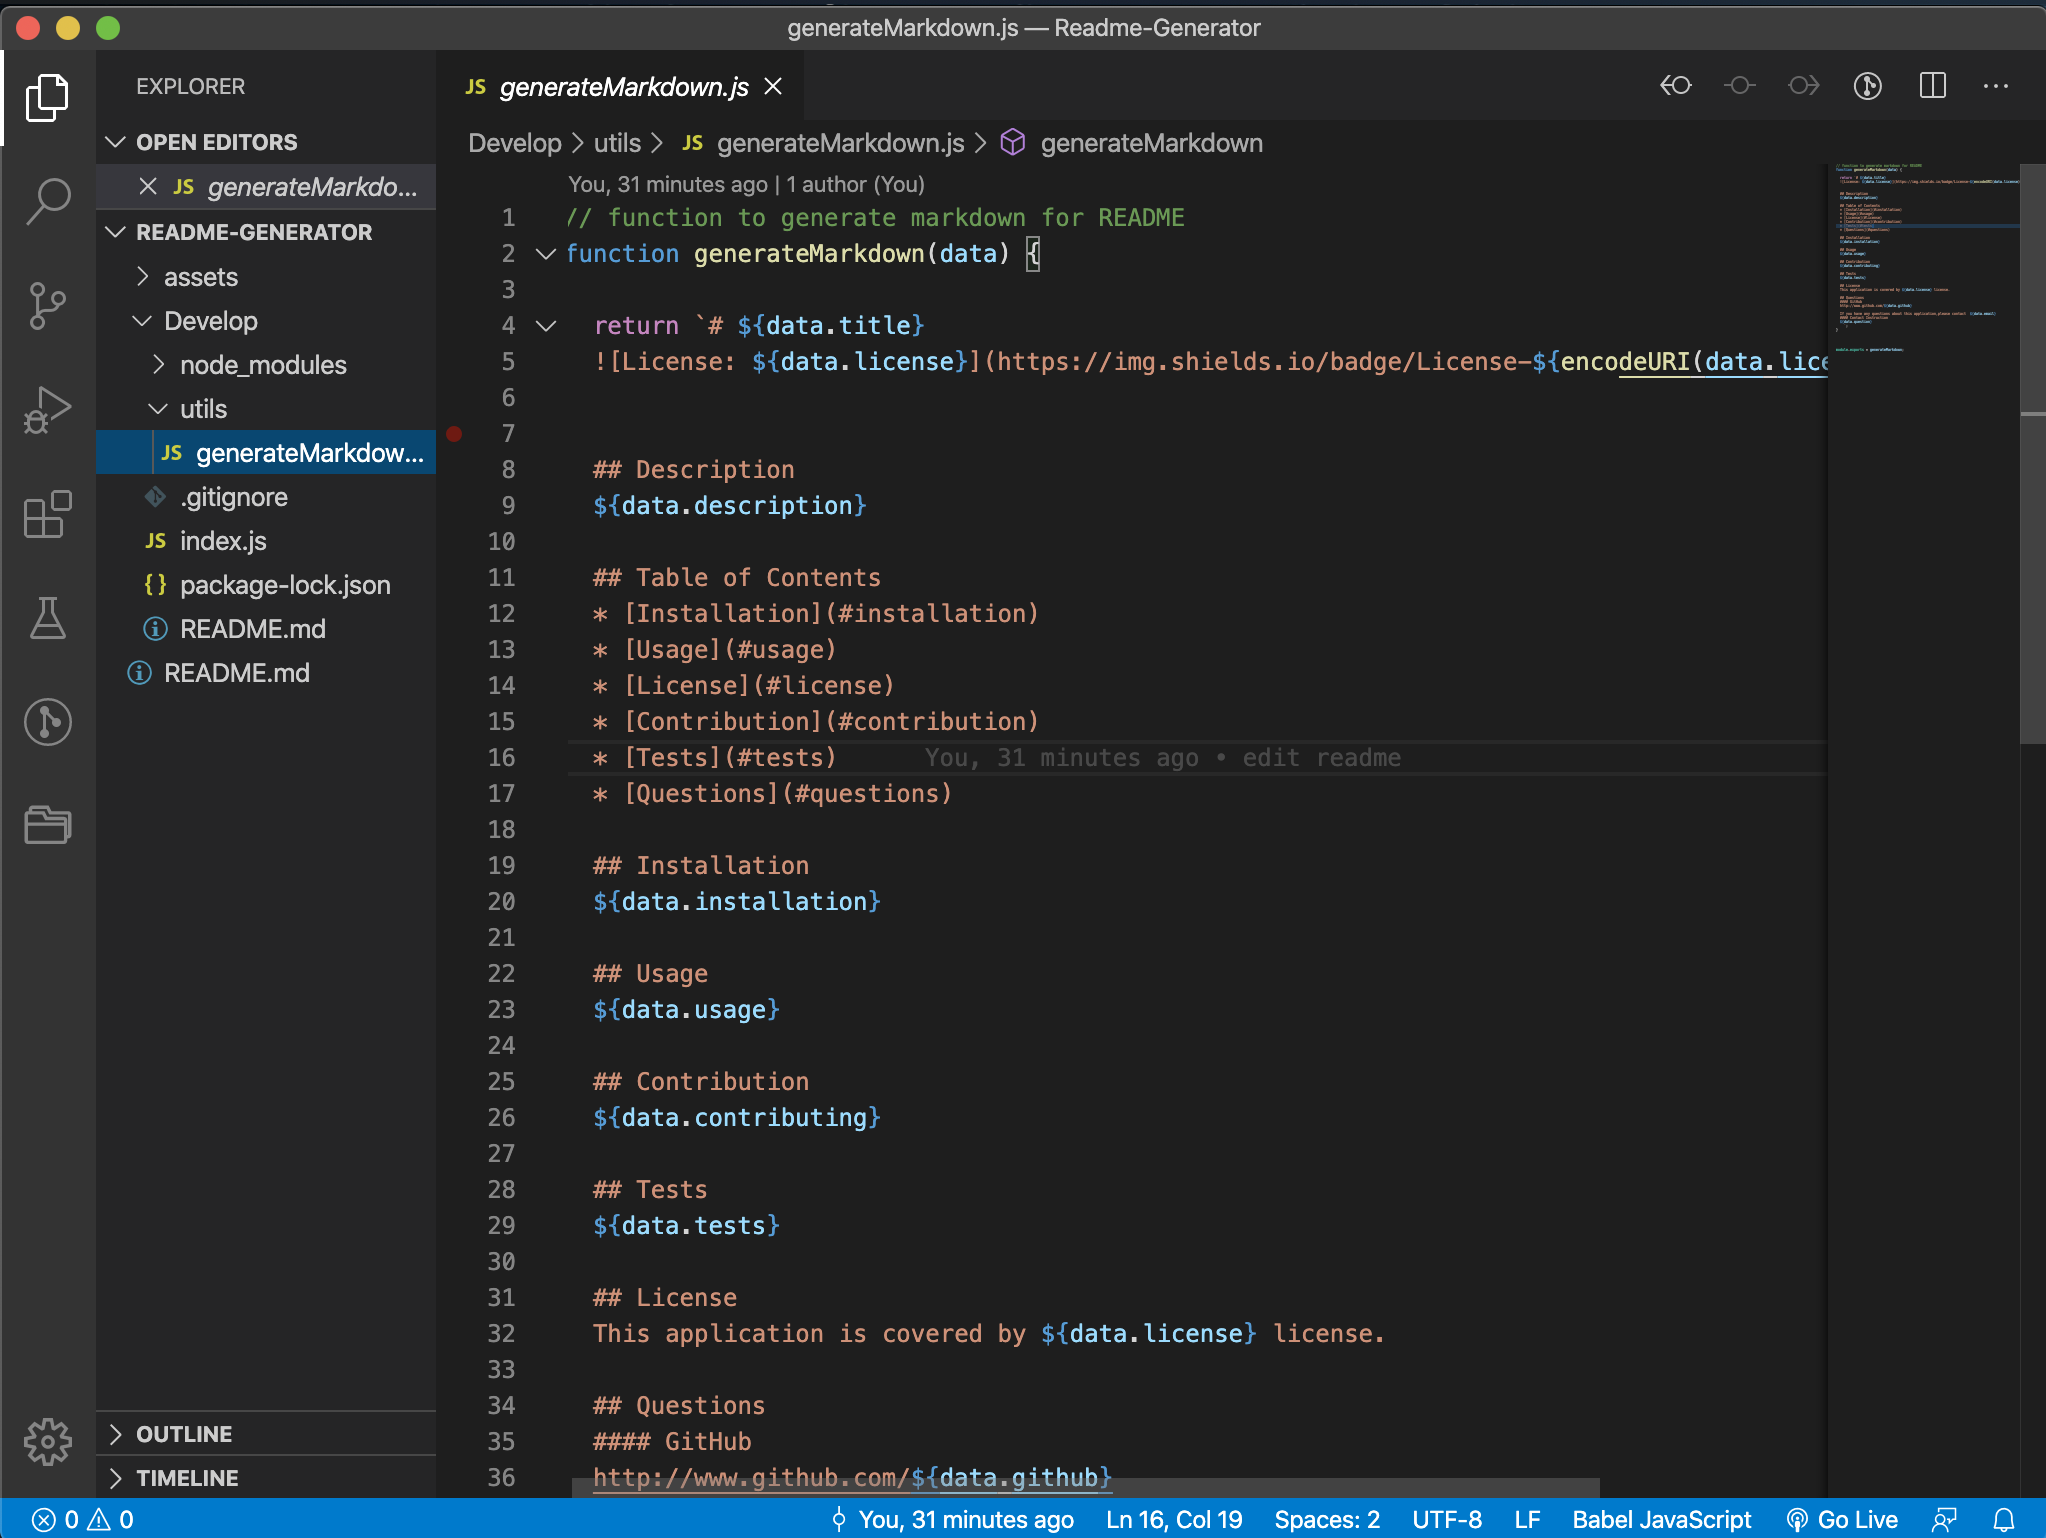 generateMarkdown.js — Readme-Generator
EXPLORER
OPEN EDITORS
JS generateMarkdo...
README-GENERATOR
assets
Develop
node_modules
utils
JS generateMarkdow...
.gitignore
JS index.js
{} package-lock.json
README.md
README.md
OUTLINE
TIMELINE
JS generateMarkdown.js
Develop > utils > JS generateMarkdown.js > generateMarkdown
You, 31 minutes ago | 1 author (You)
1 // function to generate markdown for README
2 function generateMarkdown(data) {
3
4 return `# ${data.title}
5 ![License: ${data.license}](https://img.shields.io/badge/License-${encodeURI(data.lice
6
7
8 ## Description
9 ${data.description}
10
11 ## Table of Contents
12 * [Installation](#installation)
13 * [Usage](#usage)
14 * [License](#license)
15 * [Contribution](#contribution)
16 * [Tests](#tests) You, 31 minutes ago • edit readme
17 * [Questions](#questions)
18
19 ## Installation
20 ${data.installation}
21
22 ## Usage
23 ${data.usage}
24
25 ## Contribution
26 ${data.contributing}
27
28 ## Tests
29 ${data.tests}
30
31 ## License
32 This application is covered by ${data.license} license.
33
34 ## Questions
35 #### GitHub
36 http://www.github.com/${data.github}
0 0 You, 31 minutes ago Ln 16, Col 19 Spaces: 2 UTF-8 LF Babel JavaScript Go Live